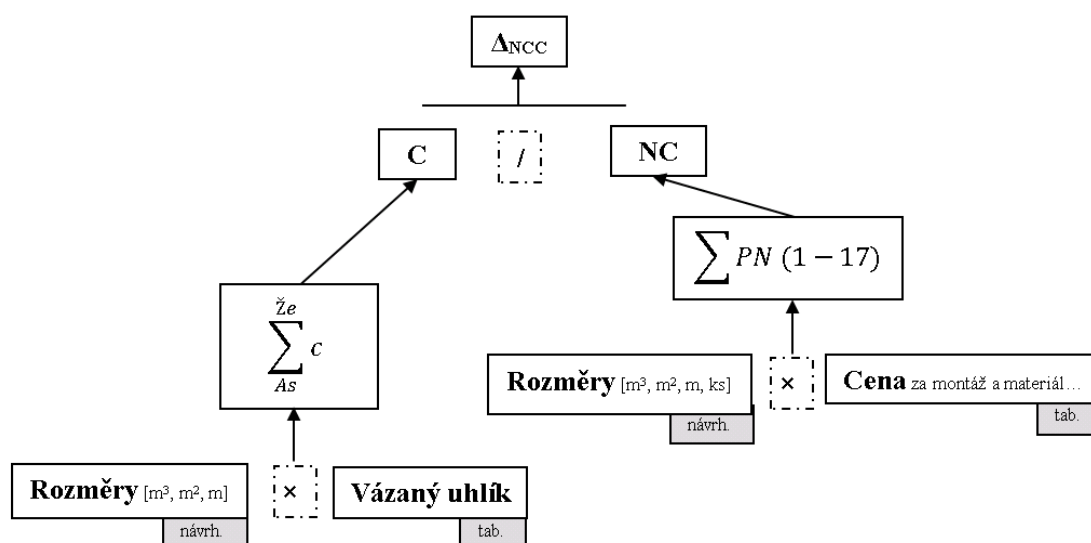 Δ_NCC
C / NC
∑ PN (1 − 17)
Že
∑ c
As
Rozměry [m³, m², m, ks] × Cena za montáž a materiál…
návrh. tab.
Rozměry [m³, m², m] × Vázaný uhlík
návrh. tab.